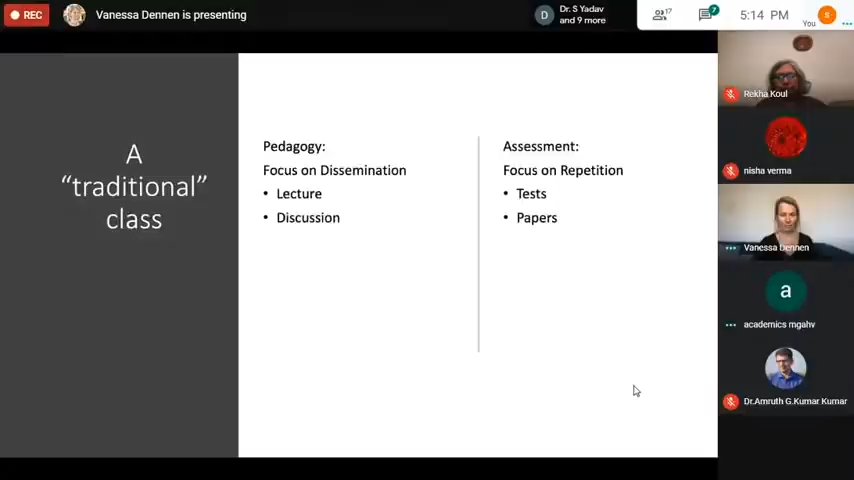 REC
Vanessa Dennen is presenting
D
Dr. S Yadav
and 9 more
17
7
5:14 PM
You
S
A
“traditional”
class
Pedagogy:
Focus on Dissemination
• Lecture
• Discussion
Assessment:
Focus on Repetition
• Tests
• Papers
Rekha Koul
nisha verma
Vanessa Dennen
a
academics mgahv
Dr.Amruth G.Kumar Kumar